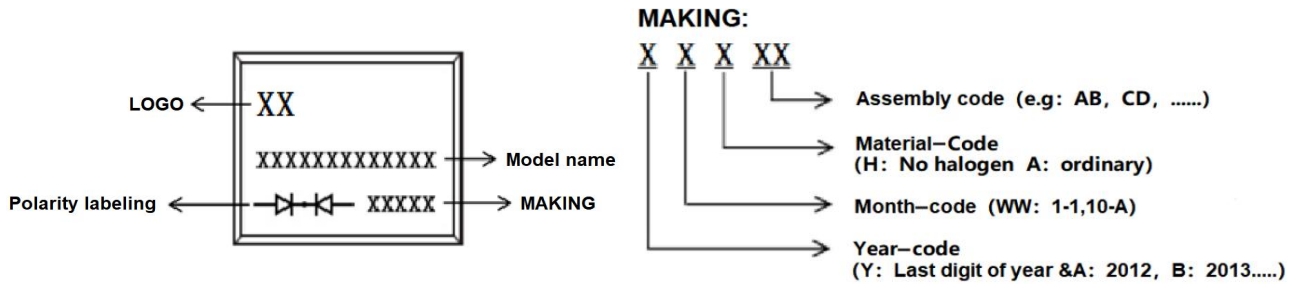 MAKING:
X X X XX
LOGO
XX
XXXXXXXXXXXXX
Model name
Polarity labeling
XXXXX
MAKING
Assembly code (e.g: AB, CD, ......)
Material-Code
(H: No halogen A: ordinary)
Month-code (WW: 1-1,10-A)
Year-code
(Y: Last digit of year &A: 2012, B: 2013.....)